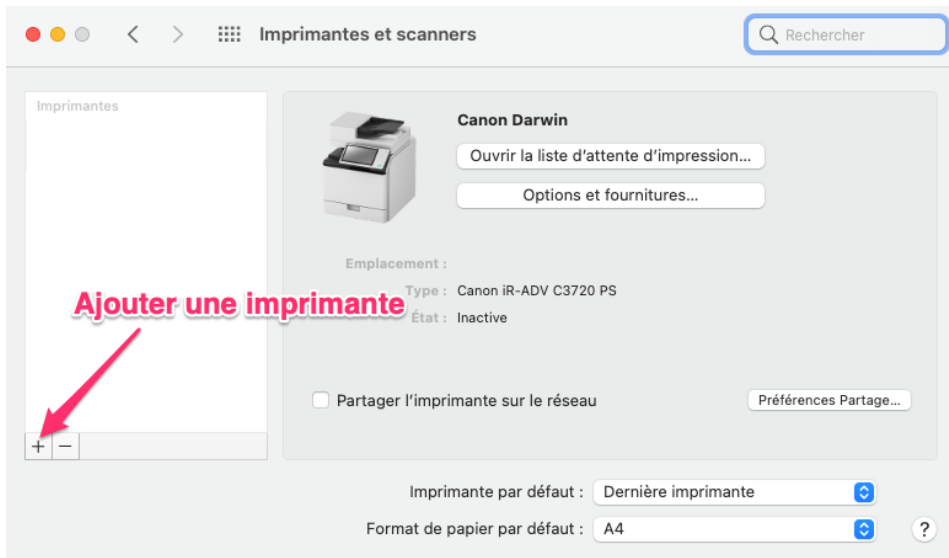 Imprimantes et scanners
Rechercher
Imprimantes
Canon Darwin
Ouvrir la liste d'attente d'impression...
Options et fournitures...
Emplacement :
Type : Canon iR-ADV C3720 PS
État : Inactive
Ajouter une imprimante
Partager l'imprimante sur le réseau
Préférences Partage...
+ −
Imprimante par défaut : Dernière imprimante
Format de papier par défaut : A4
?